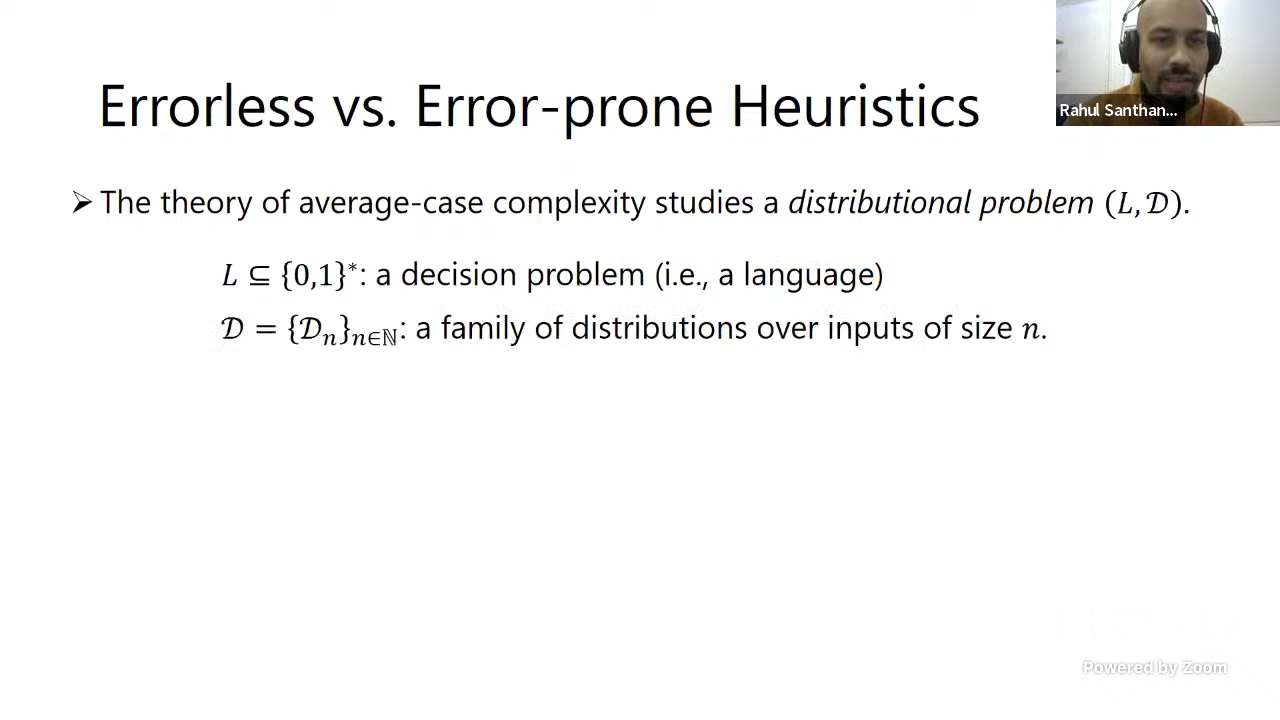 Errorless vs. Error-prone Heuristics
Rahul Santhan...
➢ The theory of average-case complexity studies a distributional problem (L, 𝒟).
L ⊆ {0,1}*: a decision problem (i.e., a language)
𝒟 = {𝒟ₙ}ₙ∈ℕ: a family of distributions over inputs of size n.
Powered by Zoom